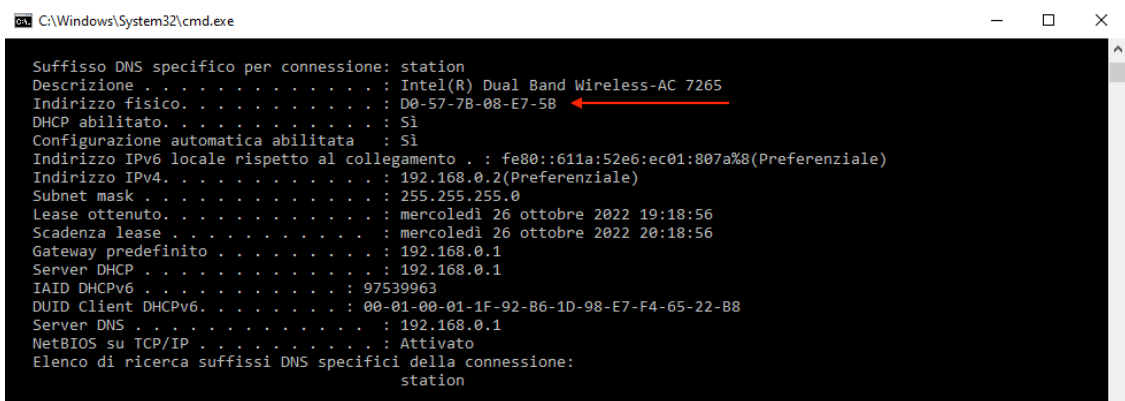 C:\Windows\System32\cmd.exe
Suffisso DNS specifico per connessione: station
Descrizione . . . . . . . . . . . . . : Intel(R) Dual Band Wireless-AC 7265
Indirizzo fisico. . . . . . . . . . . : D0-57-7B-08-E7-5B
DHCP abilitato. . . . . . . . . . . . : Sì
Configurazione automatica abilitata   : Sì
Indirizzo IPv6 locale rispetto al collegamento . : fe80::611a:52e6:ec01:807a%8(Preferenziale)
Indirizzo IPv4. . . . . . . . . . . . : 192.168.0.2(Preferenziale)
Subnet mask . . . . . . . . . . . . . : 255.255.255.0
Lease ottenuto. . . . . . . . . . . . : mercoledì 26 ottobre 2022 19:18:56
Scadenza lease . . . . . . . . . . .  : mercoledì 26 ottobre 2022 20:18:56
Gateway predefinito . . . . . . . . . : 192.168.0.1
Server DHCP . . . . . . . . . . . . . : 192.168.0.1
IAID DHCPv6 . . . . . . . . . . . : 97539963
DUID Client DHCPv6. . . . . . . . : 00-01-00-01-1F-92-B6-1D-98-E7-F4-65-22-B8
Server DNS . . . . . . . . . . . . .  : 192.168.0.1
NetBIOS su TCP/IP . . . . . . . . . . : Attivato
Elenco di ricerca suffissi DNS specifici della connessione:
station